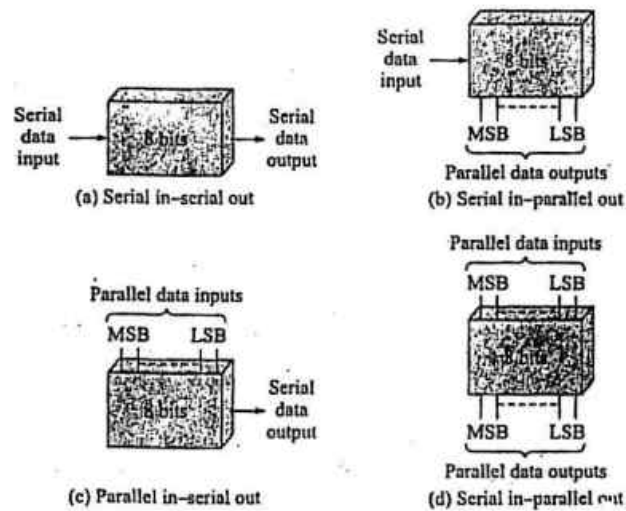 Serial
data
input
8 bits
Serial
data
output
(a) Serial in–serial out
Serial
data
input
8 bits
MSB LSB
Parallel data outputs
(b) Serial in–parallel out
Parallel data inputs
MSB LSB
8 bits
Serial
data
output
(c) Parallel in–serial out
Parallel data inputs
MSB LSB
8 bits
MSB LSB
Parallel data outputs
(d) Serial in–parallel out